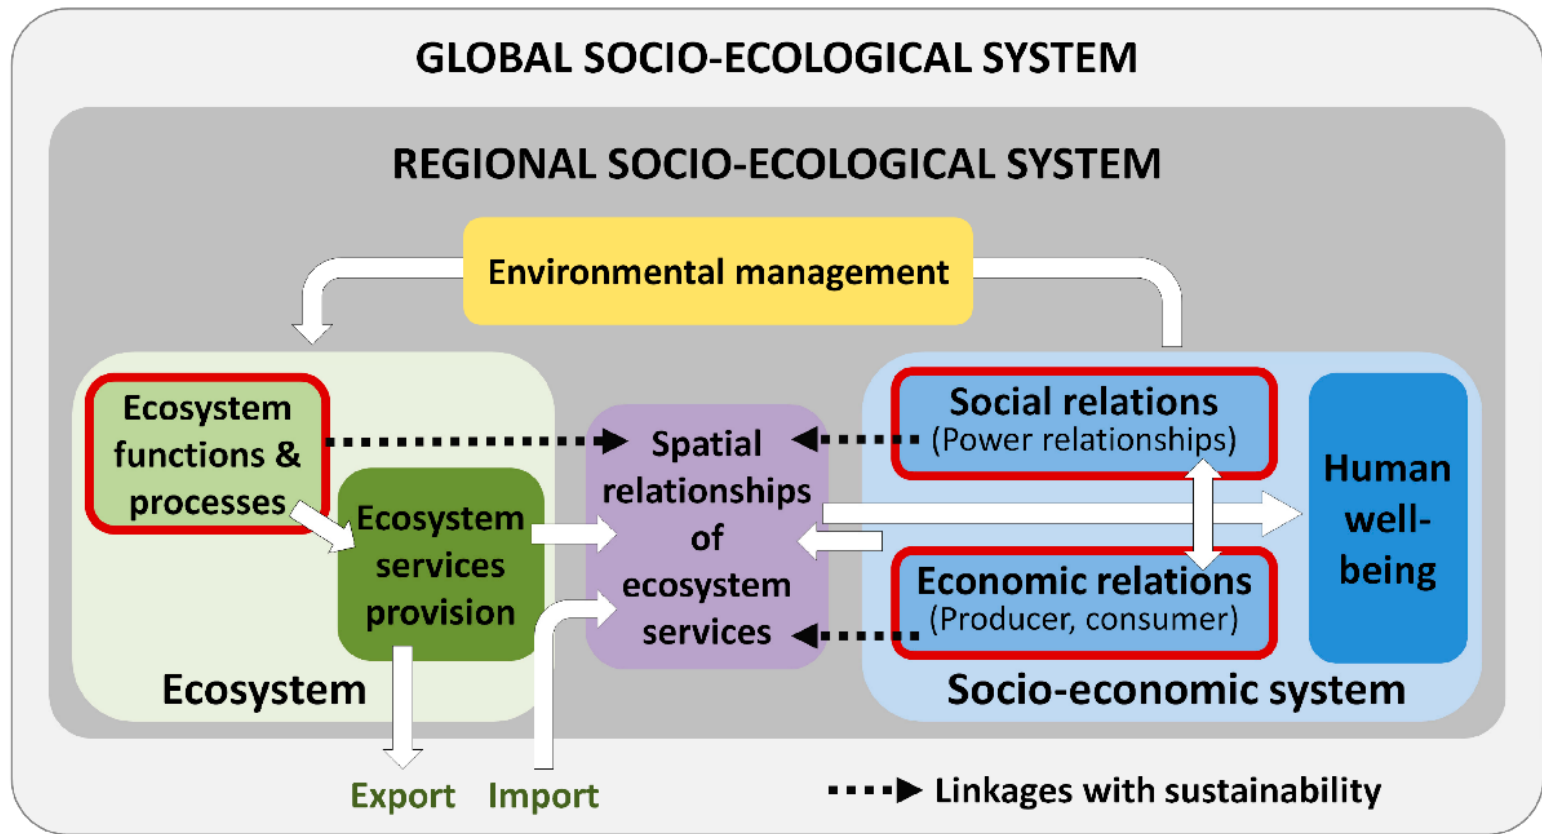 GLOBAL SOCIO-ECOLOGICAL SYSTEM
REGIONAL SOCIO-ECOLOGICAL SYSTEM
Environmental management
Ecosystem
functions &
processes
Ecosystem
services
provision
Ecosystem
Spatial
relationships
of
ecosystem
services
Social relations
(Power relationships)
Economic relations
(Producer, consumer)
Human
well-
being
Socio-economic system
Export
Import
Linkages with sustainability